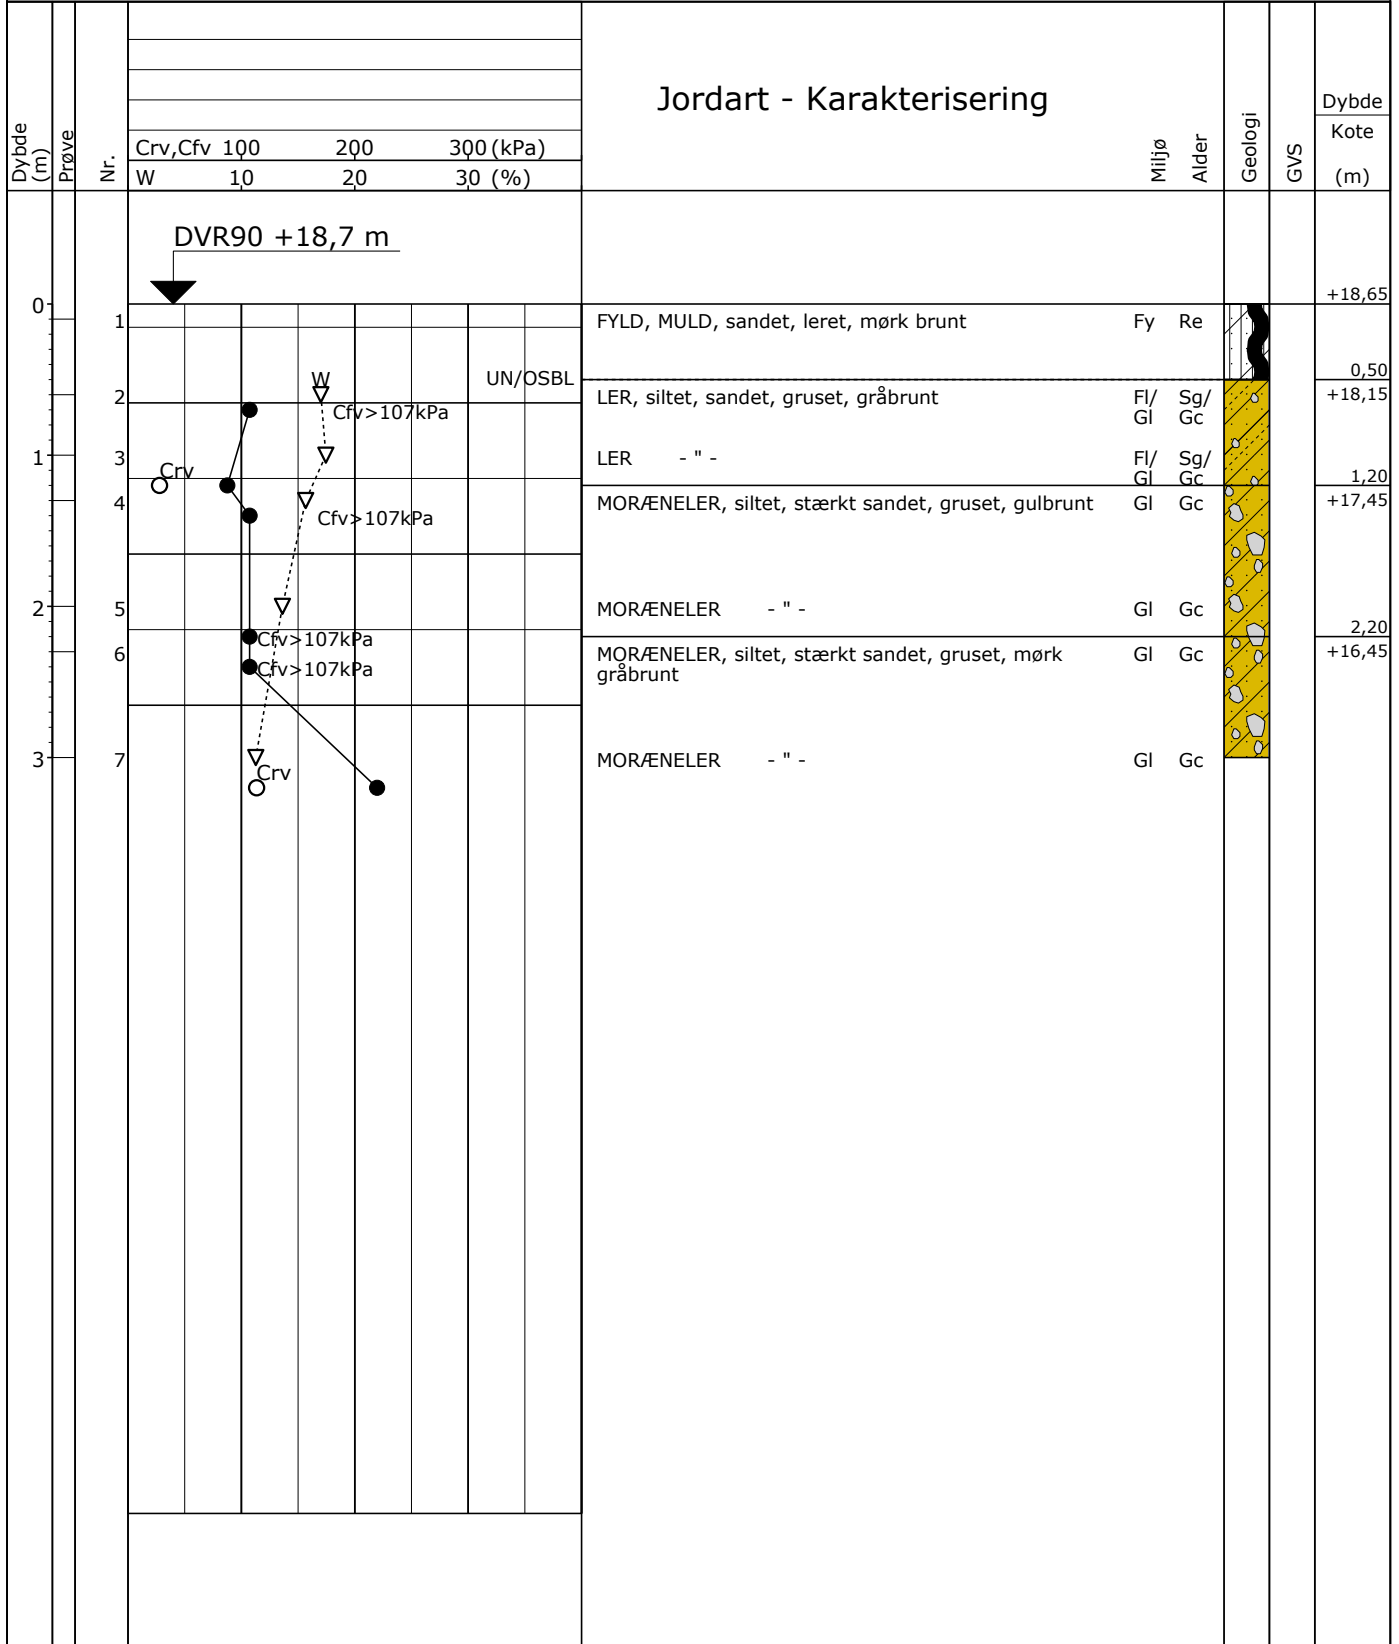 Jordart - Karakterisering
Dybde (m)
Prøve
Nr.
Crv,Cfv 100 200 300 (kPa)
W 10 20 30 (%)
Miljø
Alder
Geologi
GVS
Dybde
Kote
(m)
DVR90 +18,7 m
+18,65
0
1 FYLD, MULD, sandet, leret, mørk brunt Fy Re
W UN/OSBL 0,50
2 Cfv>107kPa LER, siltet, sandet, gruset, gråbrunt Fl/ Sg/ +18,15
Gl Gc
1 3 LER - " - Fl/ Sg/
Crv Gl Gc 1,20
4 Cfv>107kPa MORÆNELER, siltet, stærkt sandet, gruset, gulbrunt Gl Gc +17,45
2 5 MORÆNELER - " - Gl Gc
Cfv>107kPa 2,20
6 Cfv>107kPa MORÆNELER, siltet, stærkt sandet, gruset, mørk Gl Gc +16,45
gråbrunt
3 7 MORÆNELER - " - Gl Gc
Crv